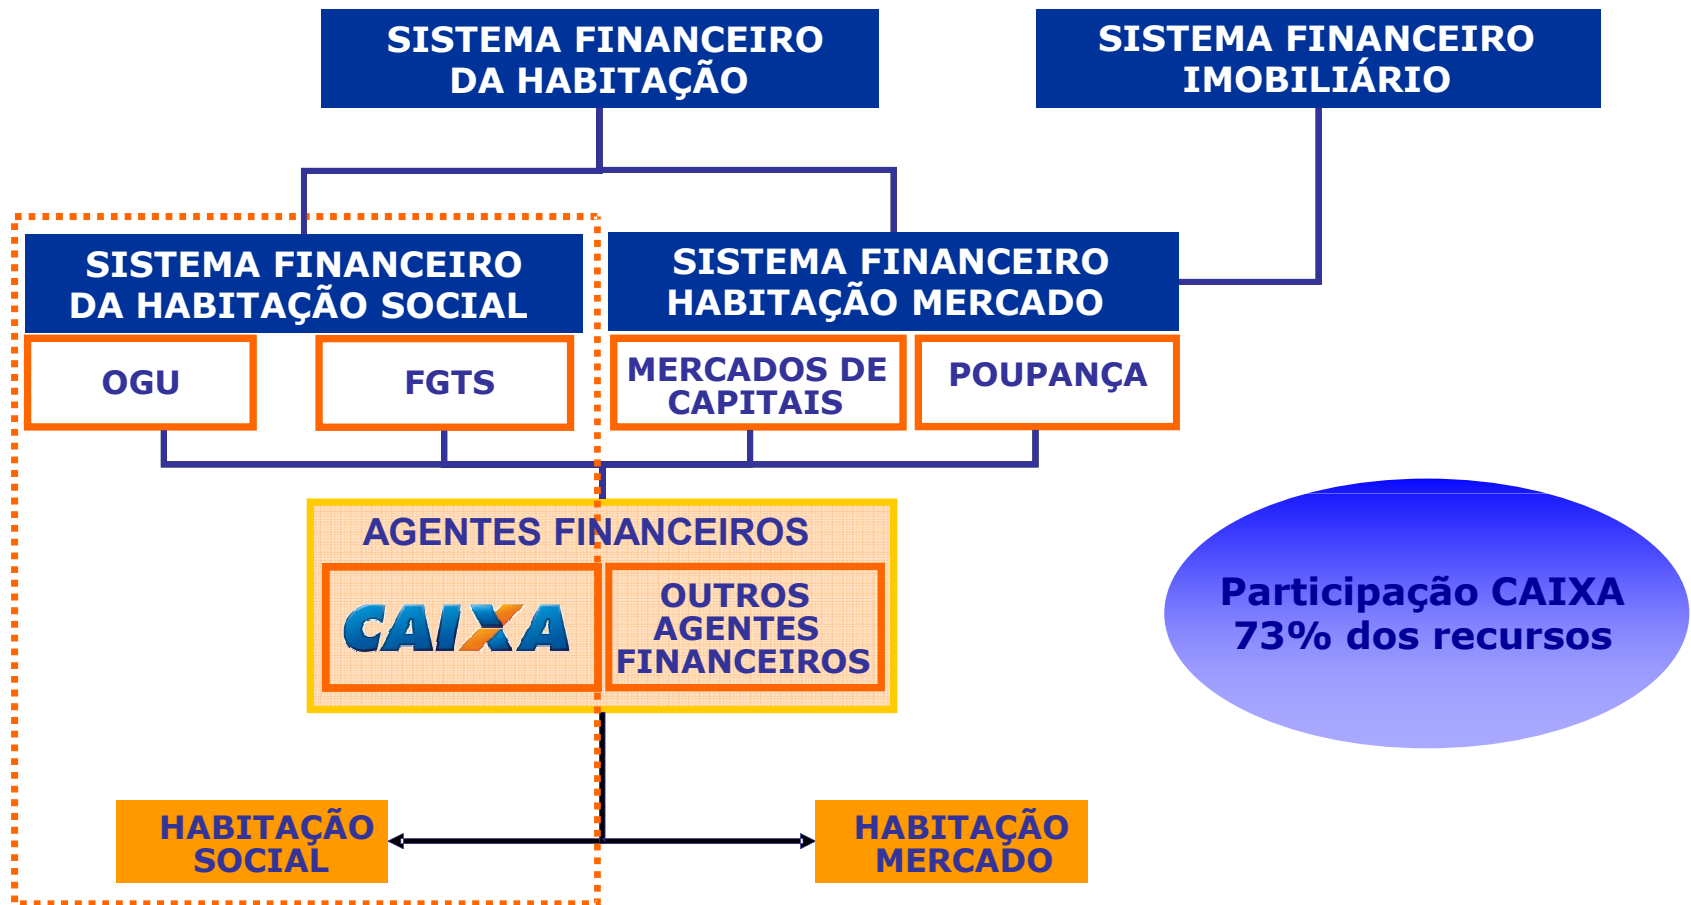 SISTEMA FINANCEIRO
DA HABITAÇÃO
SISTEMA FINANCEIRO
IMOBILIÁRIO
SISTEMA FINANCEIRO
DA HABITAÇÃO SOCIAL
SISTEMA FINANCEIRO
HABITAÇÃO MERCADO
OGU
FGTS
MERCADOS DE
CAPITAIS
POUPANÇA
AGENTES FINANCEIROS
CAIXA
OUTROS
AGENTES
FINANCEIROS
Participação CAIXA
73% dos recursos
HABITAÇÃO
SOCIAL
HABITAÇÃO
MERCADO